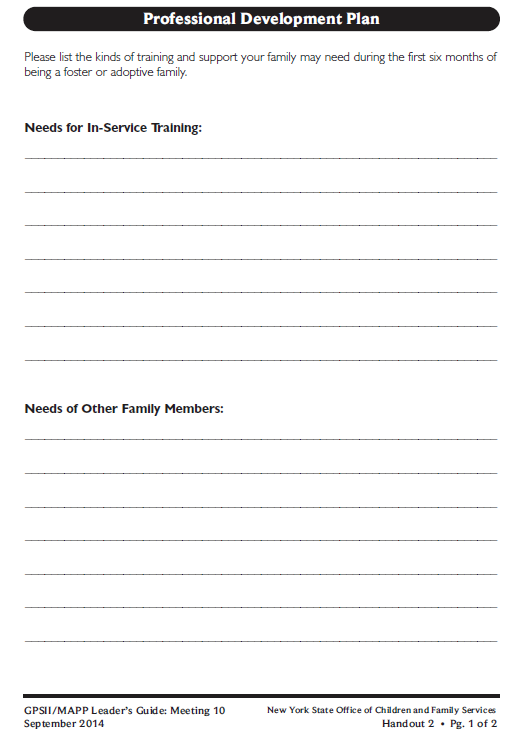 Professional Development Plan
Please list the kinds of training and support your family may need during the first six months of
being a foster or adoptive family.
Needs for In-Service Training:
Needs of Other Family Members:
GPSII/MAPP Leader's Guide: Meeting 10
September 2014
New York State Office of Children and Family Services
Handout 2 • Pg. 1 of 2